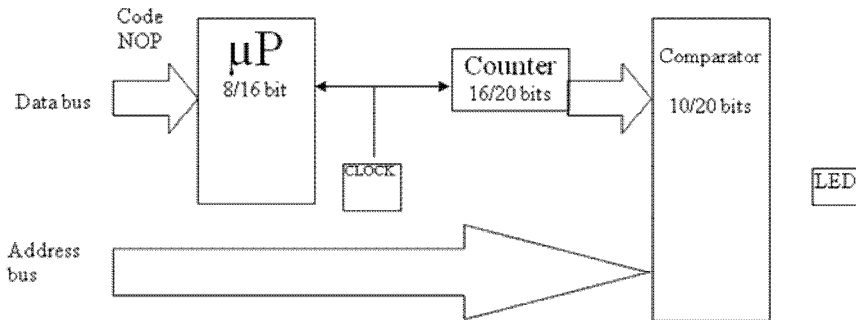 Code
NOP
Data bus
μP
8/16 bit
CLOCK
Counter
16/20 bits
Comparator
10/20 bits
LED
Address
bus